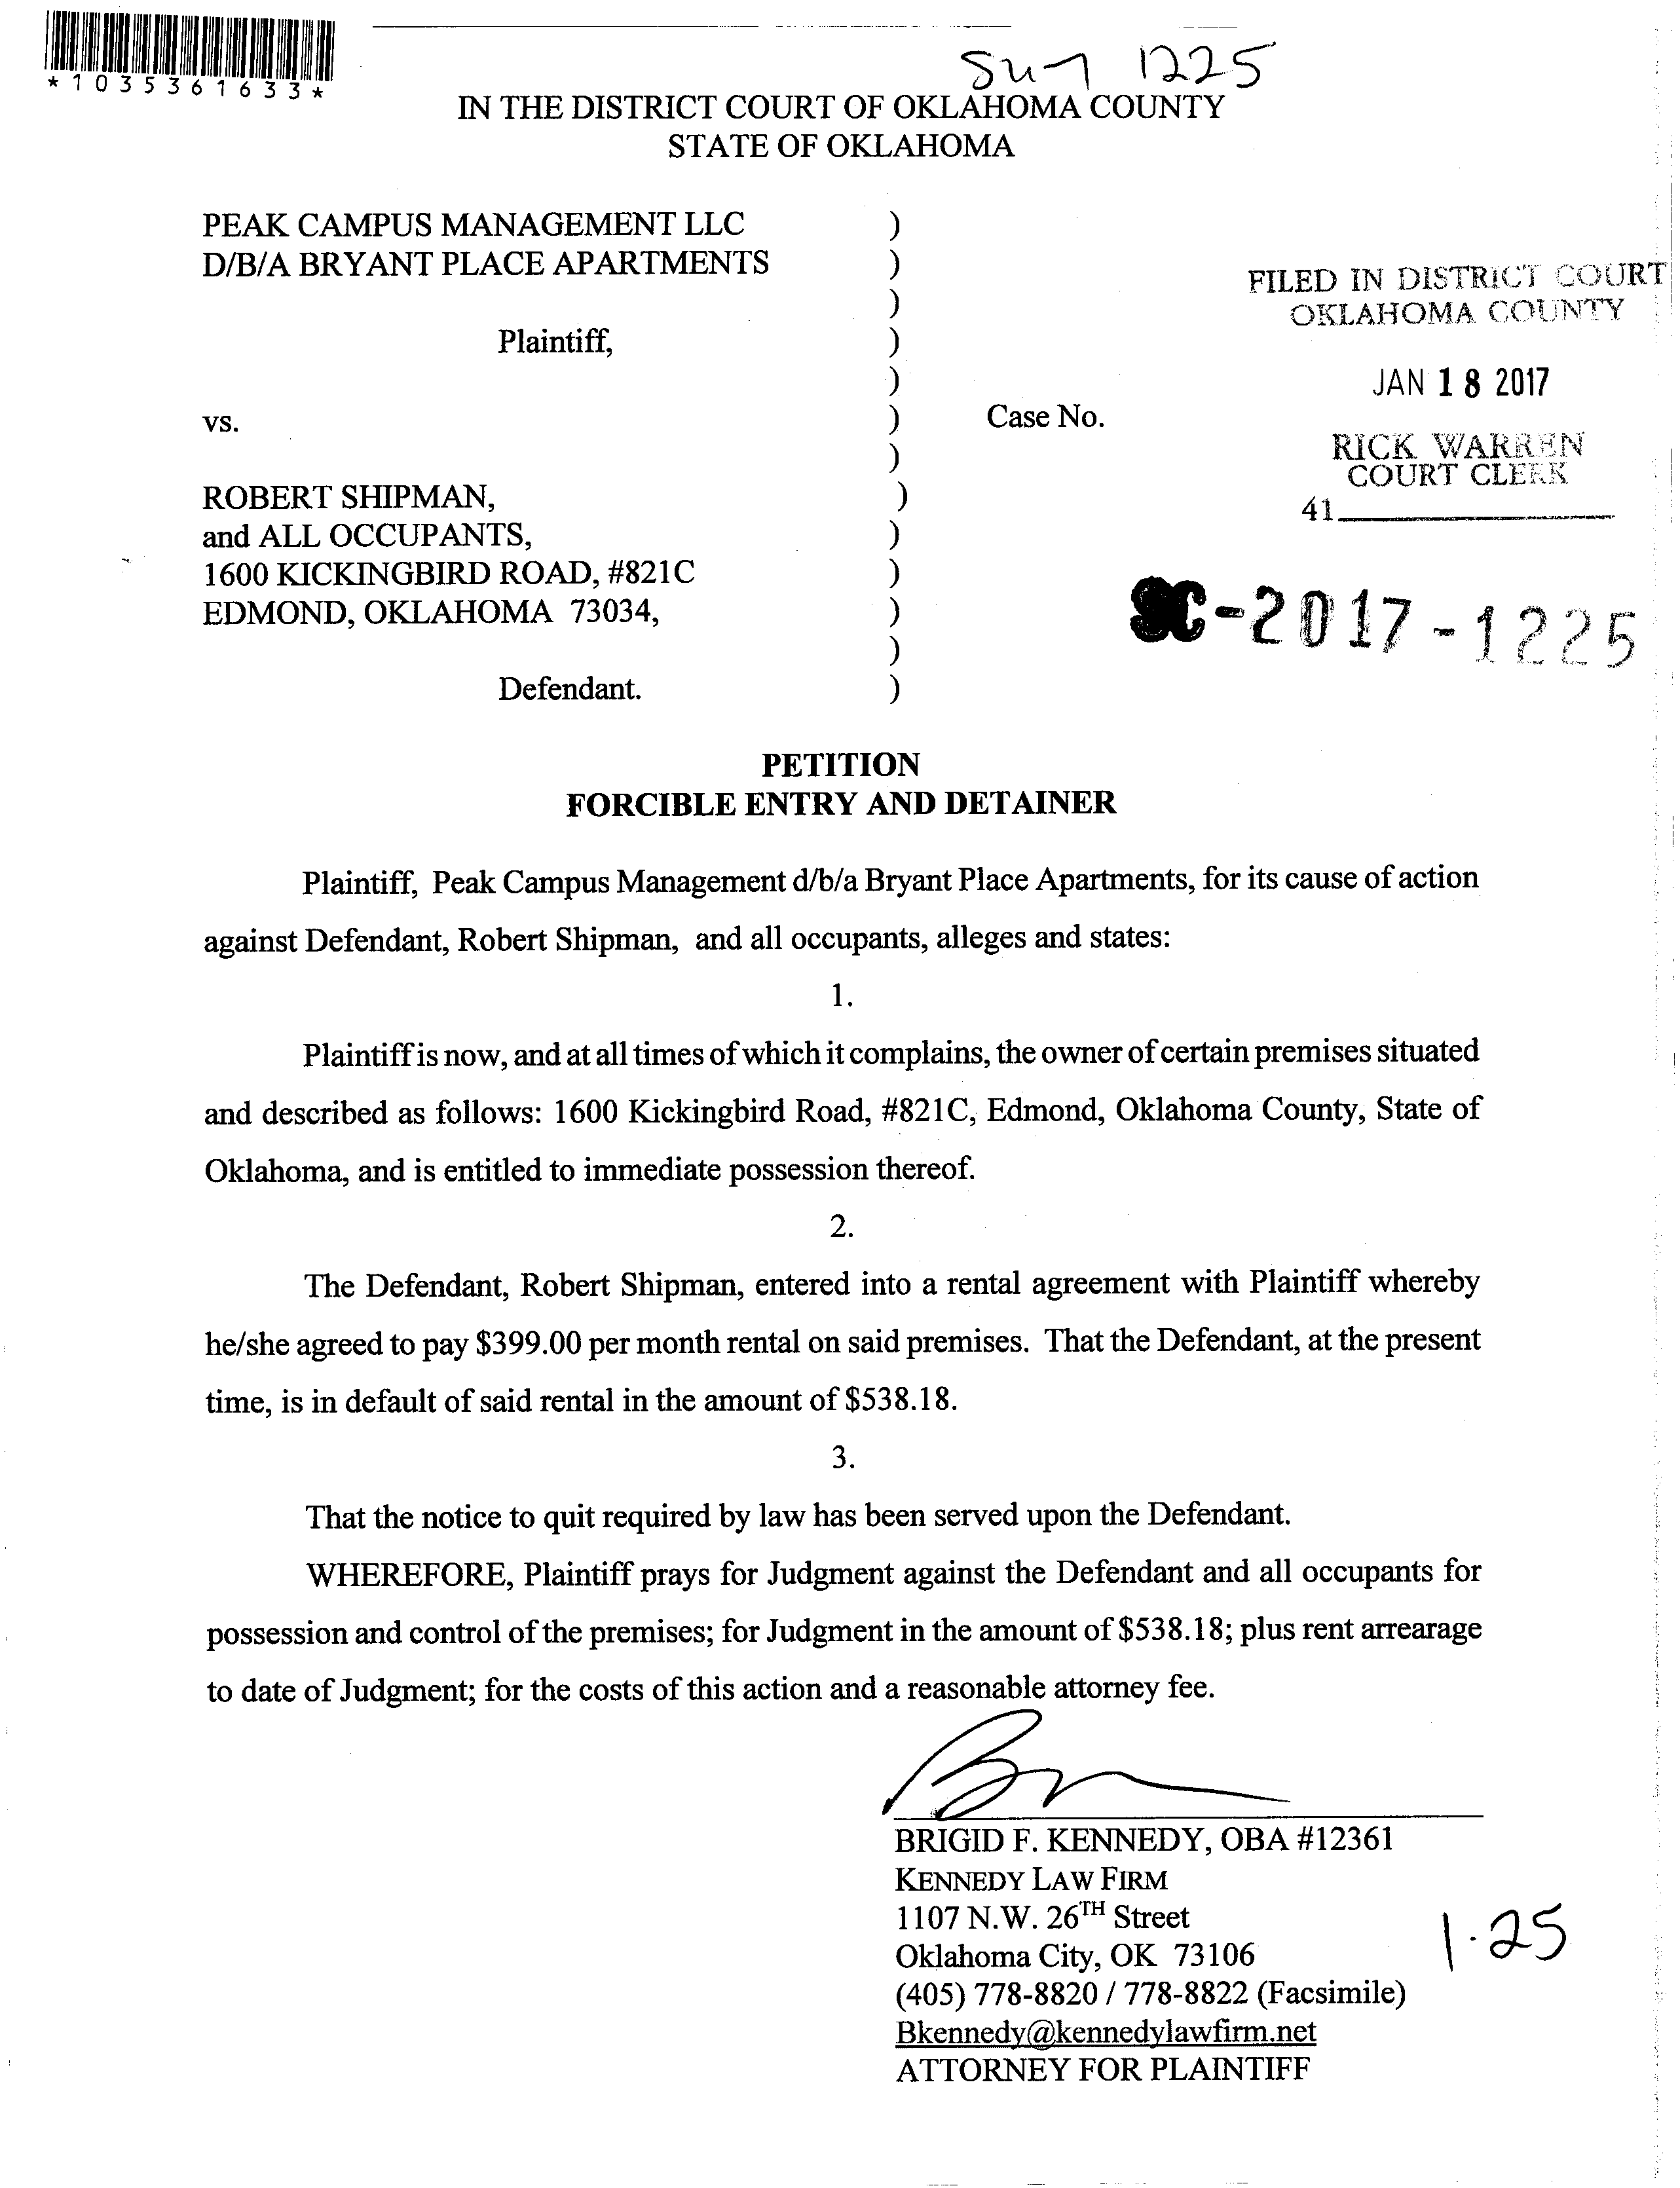 *1035361633*
1225
IN THE DISTRICT COURT OF OKLAHOMA COUNTY
STATE OF OKLAHOMA
PEAK CAMPUS MANAGEMENT LLC )
D/B/A BRYANT PLACE APARTMENTS )
)
Plaintiff, )
)
vs. ) Case No.
)
ROBERT SHIPMAN, )
and ALL OCCUPANTS, )
1600 KICKINGBIRD ROAD, #821C )
EDMOND, OKLAHOMA 73034, )
)
Defendant. )
FILED IN DISTRICT COURT
OKLAHOMA COUNTY
JAN 18 2017
RICK WARREN
COURT CLERK
41
SC-2017-1225
PETITION
FORCIBLE ENTRY AND DETAINER
Plaintiff, Peak Campus Management d/b/a Bryant Place Apartments, for its cause of action
against Defendant, Robert Shipman, and all occupants, alleges and states:
1.
Plaintiff is now, and at all times of which it complains, the owner of certain premises situated
and described as follows: 1600 Kickingbird Road, #821C, Edmond, Oklahoma County, State of
Oklahoma, and is entitled to immediate possession thereof.
2.
The Defendant, Robert Shipman, entered into a rental agreement with Plaintiff whereby
he/she agreed to pay $399.00 per month rental on said premises. That the Defendant, at the present
time, is in default of said rental in the amount of $538.18.
3.
That the notice to quit required by law has been served upon the Defendant.
WHEREFORE, Plaintiff prays for Judgment against the Defendant and all occupants for
possession and control of the premises; for Judgment in the amount of $538.18; plus rent arrearage
to date of Judgment; for the costs of this action and a reasonable attorney fee.
BRIGID F. KENNEDY, OBA #12361
KENNEDY LAW FIRM
1107 N.W. 26TH Street
Oklahoma City, OK 73106
(405) 778-8820 / 778-8822 (Facsimile)
Bkennedy@kennedylawfirm.net
ATTORNEY FOR PLAINTIFF
1.25